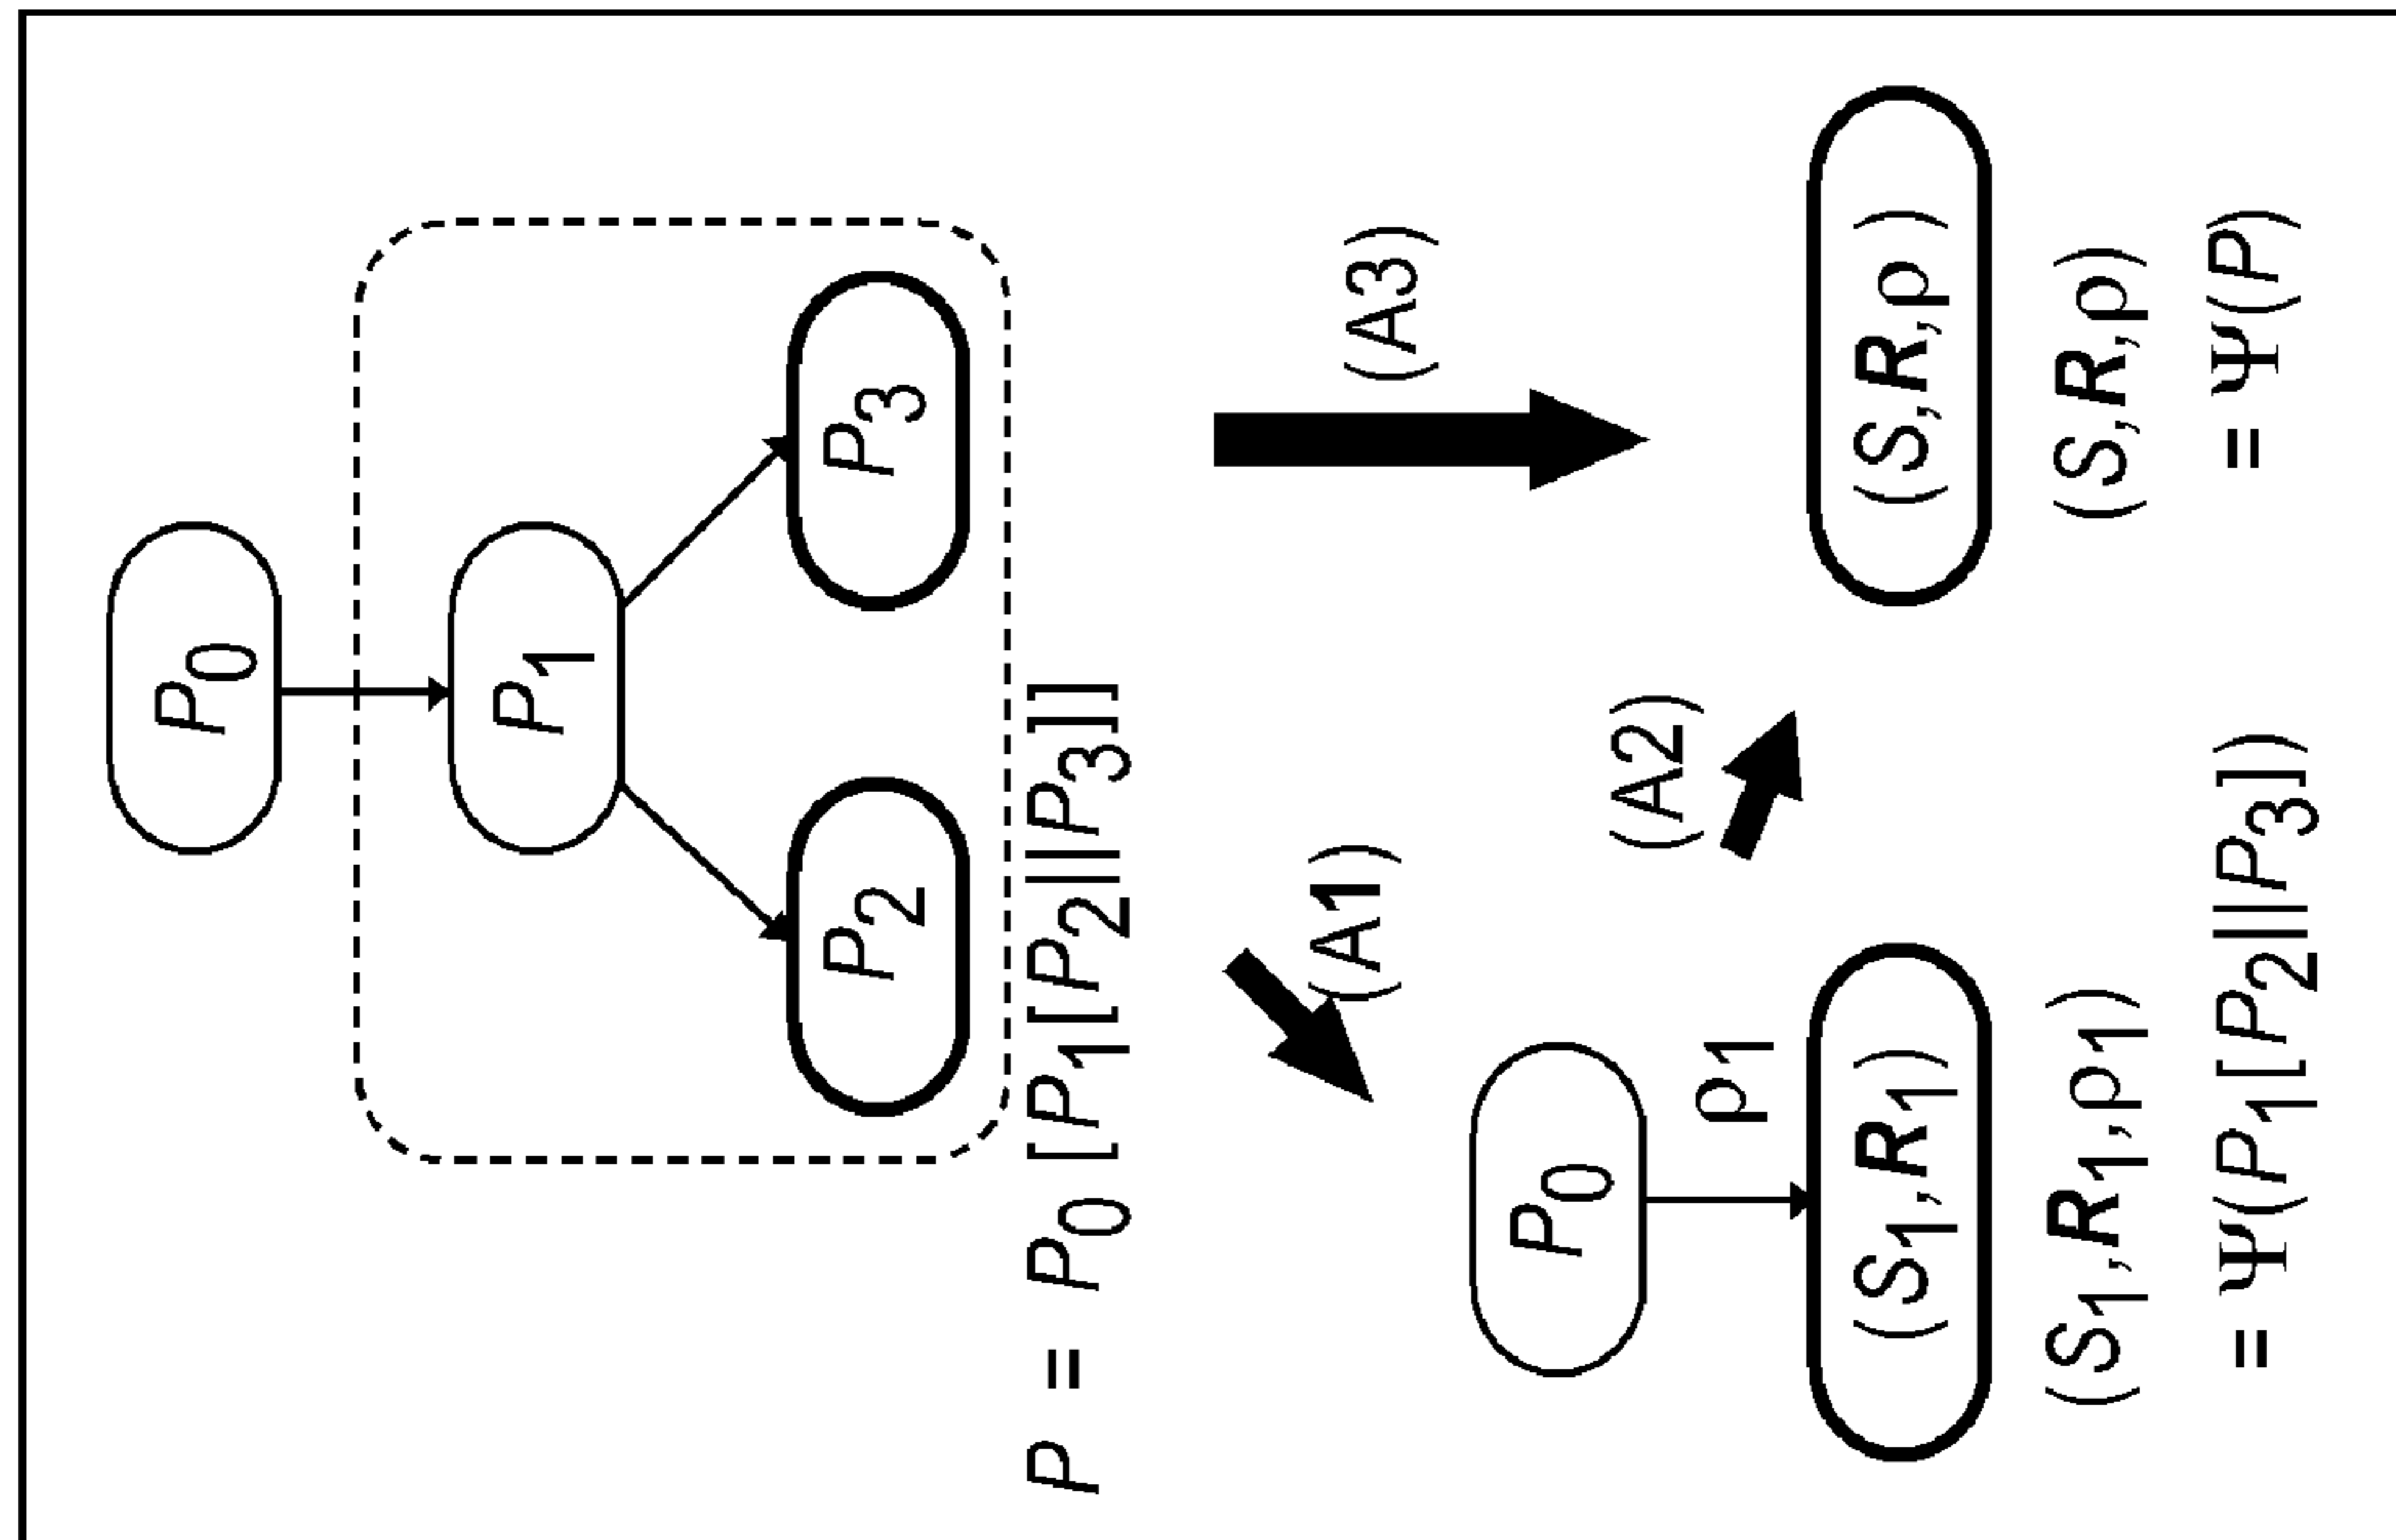 P0
P1
P2
P3
P = P0 [P1[P2||P3]]
(A1)
(A2)
(A3)
P0
ρ1
(S1,R1)
(S1,R1,ρ1)
= Ψ(P1[P2||P3])
(S,R,ρ )
(S,R,ρ)
= Ψ(P)